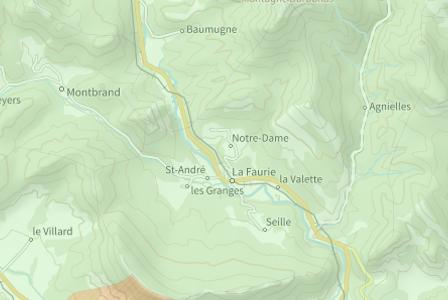 Baumugne
Montbrand
Agnielles
Notre-Dame
St-André
La Faurie
la Valette
les Granges
Seille
le Villard